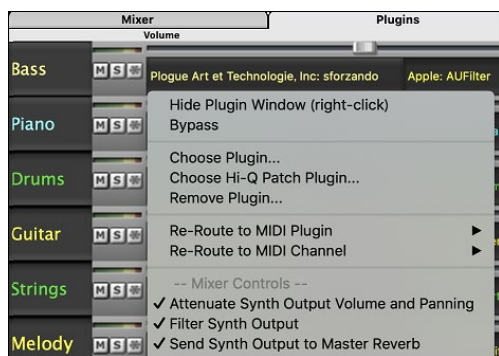 Mixer
Plugins
Volume
Bass
M S
Plogue Art et Technologie, Inc: sforzando
Apple: AUFilter
Hide Plugin Window (right-click)
Bypass
Piano
M S
Choose Plugin...
Choose Hi-Q Patch Plugin...
Drums
M S
Remove Plugin...
Guitar
M S
Re-Route to MIDI Plugin
Re-Route to MIDI Channel
-- Mixer Controls --
Strings
M S
✓ Attenuate Synth Output Volume and Panning
✓ Filter Synth Output
Melody
M S
✓ Send Synth Output to Master Reverb